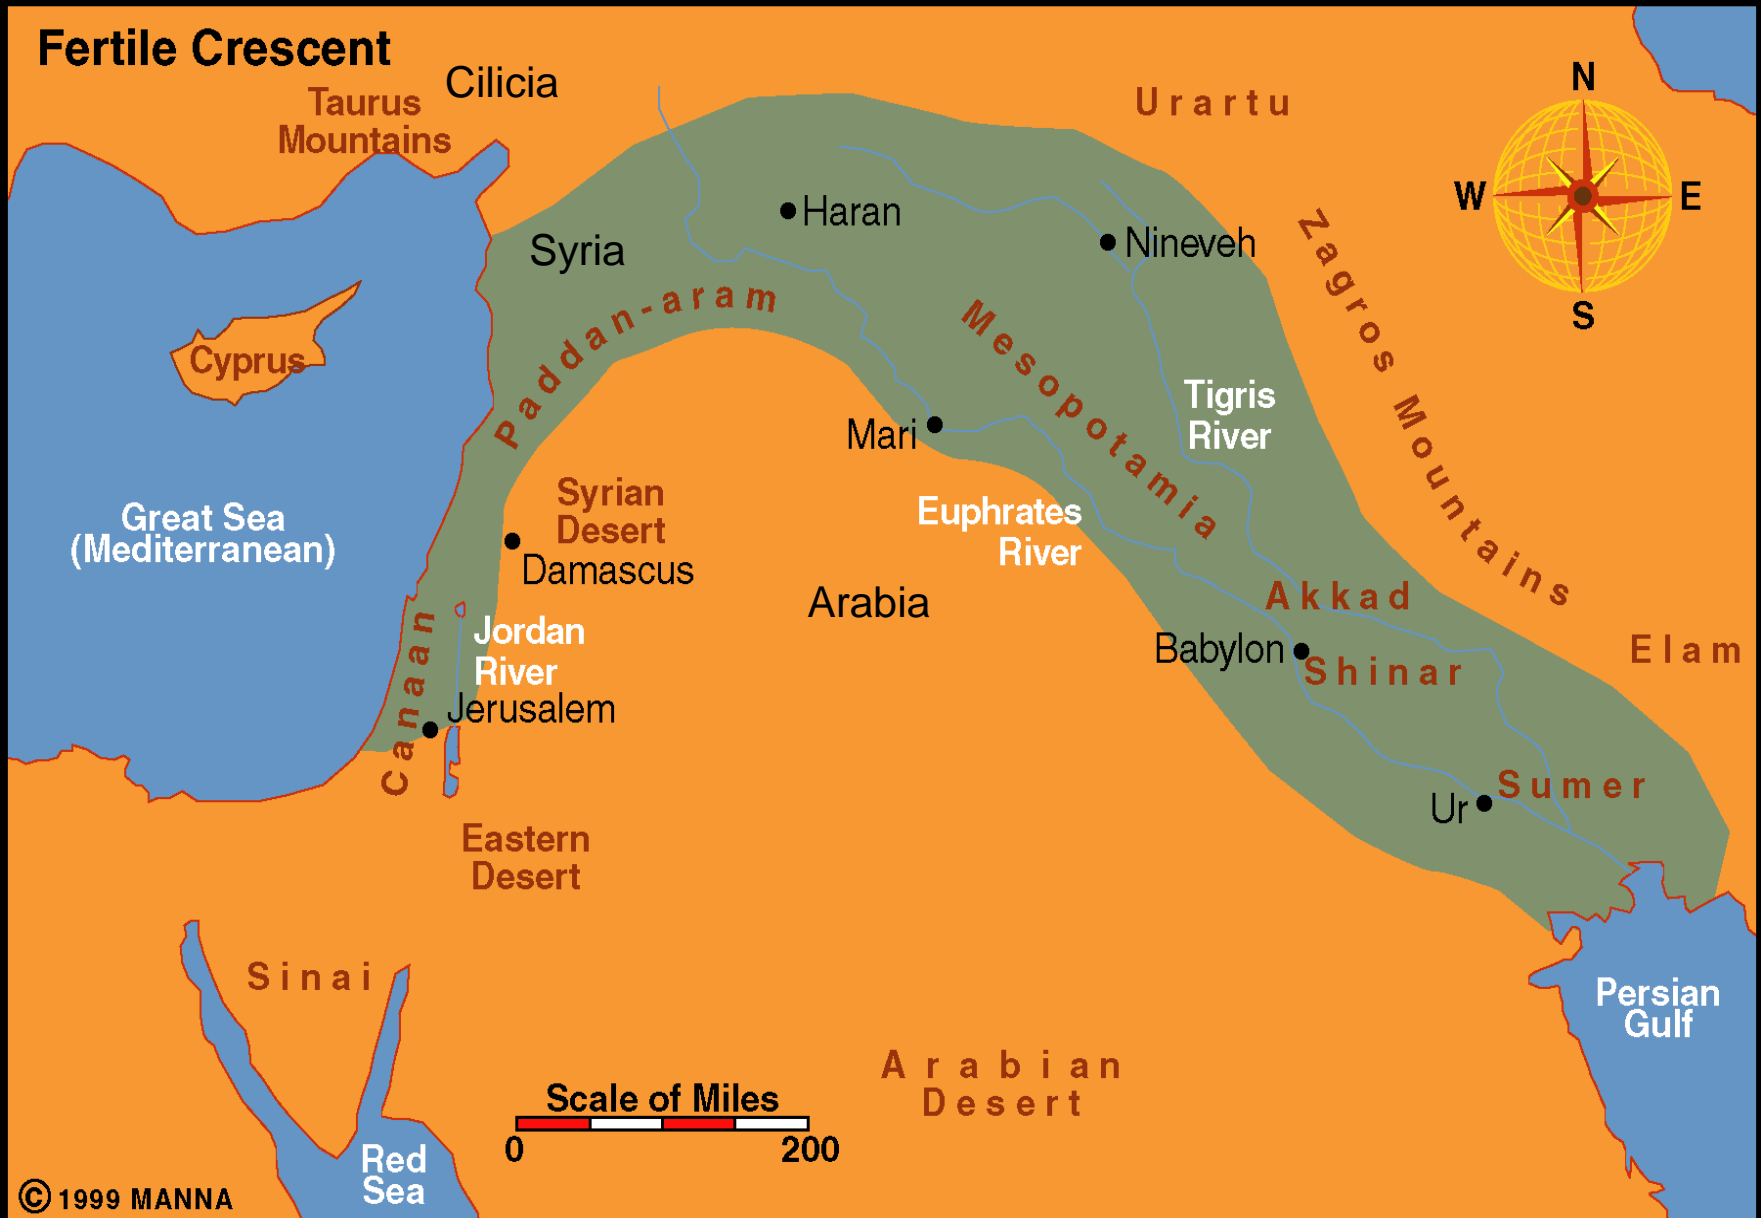 Fertile Crescent
Cilicia
Taurus
Mountains
Urartu
N
W
E
S
Haran
Nineveh
Syria
Zagros Mountains
Paddan-aram
Mesopotamia
Cyprus
Tigris
River
Mari
Great Sea
(Mediterranean)
Syrian
Desert
Euphrates
River
Damascus
Arabia
Akkad
Canaan
Jordan
River
Babylon
Shinar
Elam
Jerusalem
Ur
Sumer
Eastern
Desert
Sinai
Persian
Gulf
Arabian
Desert
Scale of Miles
0 200
Red
Sea
© 1999 MANNA